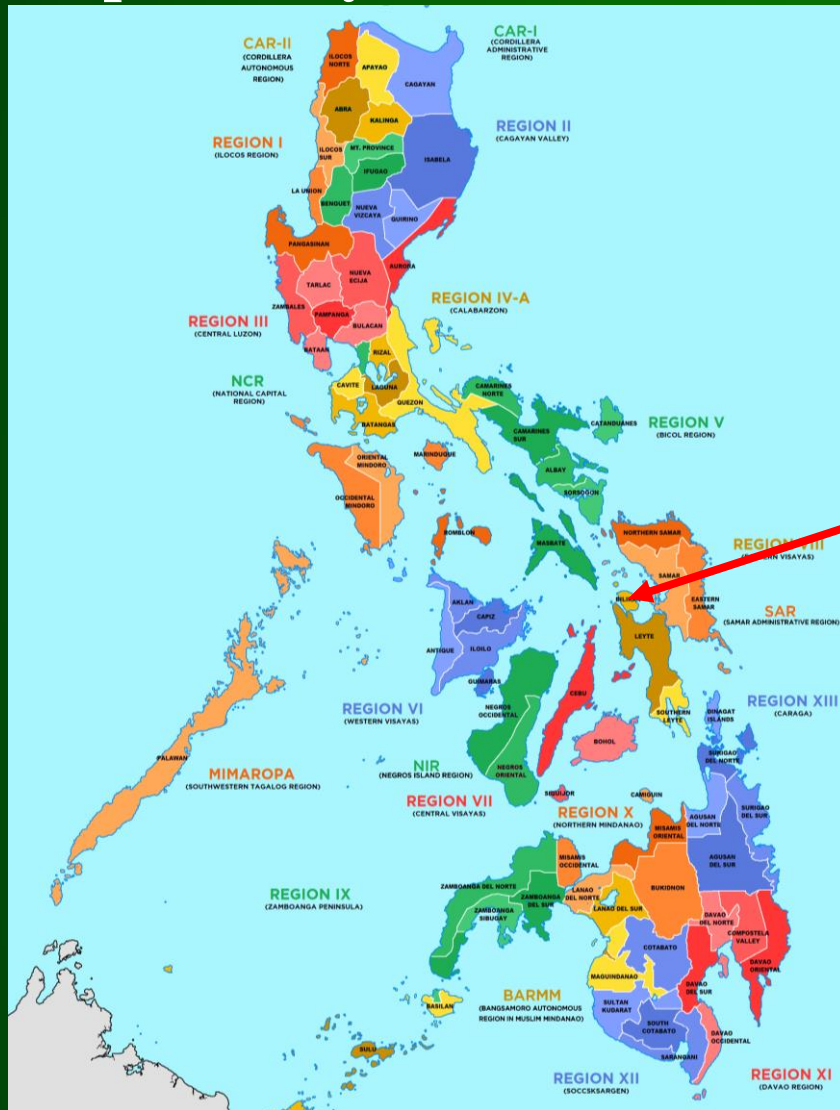 CAR-II
(CORDILLERA
AUTONOMOUS
REGION)
CAR-I
(CORDILLERA
ADMINISTRATIVE
REGION)
ILOCOS
NORTE
APAYAO
CAGAYAN
ABRA
KALINGA
REGION II
(CAGAYAN VALLEY)
REGION I
(ILOCOS REGION)
ILOCOS
SUR
MT. PROVINCE
ISABELA
IFUGAO
LA UNION
BENGUET
NUEVA
VIZCAYA
QUIRINO
PANGASINAN
AURORA
NUEVA
ECIJA
TARLAC
REGION IV-A
(CALABARZON)
ZAMBALES
PAMPANGA
REGION III
(CENTRAL LUZON)
BULACAN
BATAAN
RIZAL
NCR
(NATIONAL CAPITAL
REGION)
CAVITE
LAGUNA
QUEZON
CAMARINES
NORTE
BATANGAS
CATANDUANES
REGION V
(BICOL REGION)
CAMARINES
SUR
MARINDUQUE
ORIENTAL
MINDORO
ALBAY
OCCIDENTAL
MINDORO
SORSOGON
ROMBLON
MASBATE
NORTHERN SAMAR
REGION VIII
SAMAR
EASTERN
SAMAR
AKLAN
CAPIZ
SAR
(SAMAR ADMINISTRATIVE REGION)
LEYTE
ANTIQUE
ILOILO
GUIMARAS
CEBU
REGION VI
(WESTERN VISAYAS)
NEGROS
OCCIDENTAL
SOUTHERN
LEYTE
DINAGAT
ISLANDS
REGION XIII
(CARAGA)
BOHOL
SURIGAO
DEL NORTE
PALAWAN
MIMAROPA
(SOUTHWESTERN TAGALOG REGION)
NIR
(NEGROS ISLAND REGION)
NEGROS
ORIENTAL
REGION VII
(CENTRAL VISAYAS)
SIQUIJOR
CAMIGUIN
REGION X
(NORTHERN MINDANAO)
AGUSAN
DEL NORTE
SURIGAO
DEL SUR
MISAMIS
ORIENTAL
MISAMIS
OCCIDENTAL
AGUSAN
DEL SUR
REGION IX
(ZAMBOANGA PENINSULA)
ZAMBOANGA DEL NORTE
LANAO
DEL NORTE
BUKIDNON
ZAMBOANGA
DEL SUR
ZAMBOANGA
SIBUGAY
LANAO DEL SUR
DAVAO
DEL NORTE
COMPOSTELA
VALLEY
COTABATO
MAGUINDANAO
DAVAO
ORIENTAL
DAVAO
DEL SUR
BARMM
(BANGSAMORO AUTONOMOUS
REGION IN MUSLIM MINDANAO)
BASILAN
SULTAN
KUDARAT
SOUTH
COTABATO
DAVAO
OCCIDENTAL
SULU
SARANGANI
REGION XII
(SOCCSKSARGEN)
REGION XI
(DAVAO REGION)